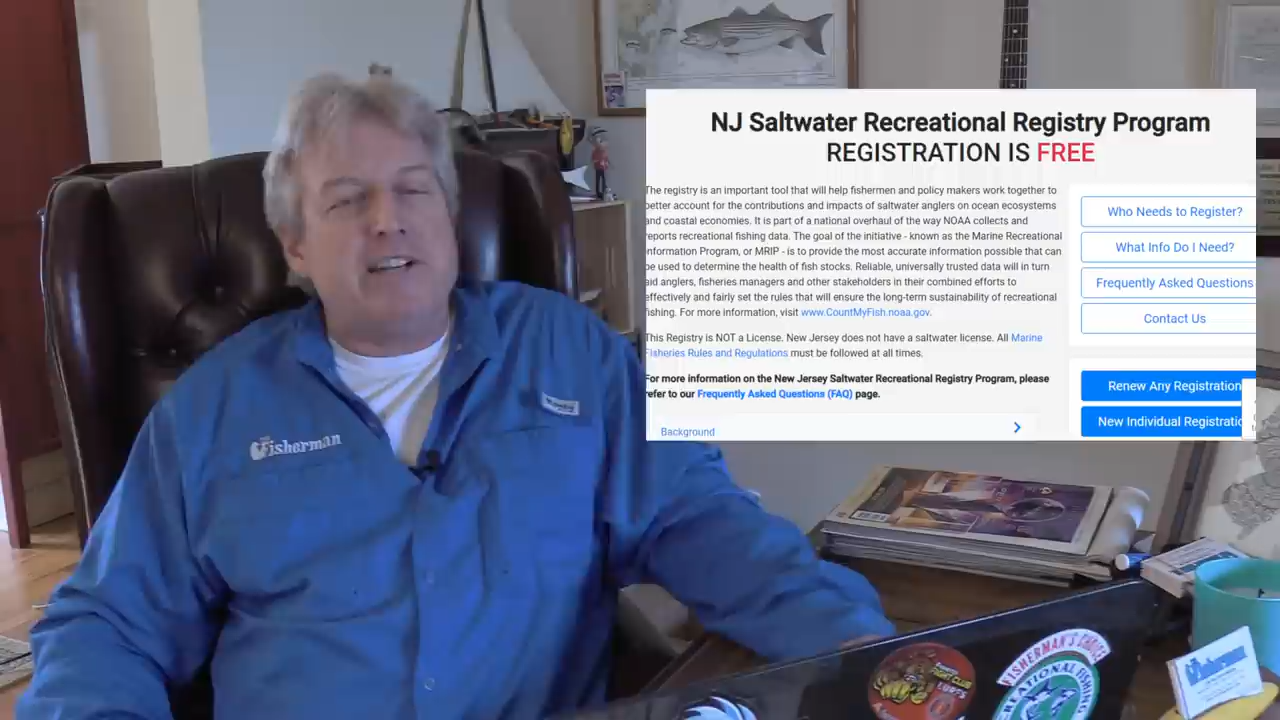 NJ Saltwater Recreational Registry Program
REGISTRATION IS FREE
The registry is an important tool that will help fishermen and policy makers work together to
better account for the contributions and impacts of saltwater anglers on ocean ecosystems
and coastal economies. It is part of a national overhaul of the way NOAA collects and
reports recreational fishing data. The goal of the initiative - known as the Marine Recreational
Information Program, or MRIP - is to provide the most accurate information possible that can
be used to determine the health of fish stocks. Reliable, universally trusted data will in turn
aid anglers, fisheries managers and other stakeholders in their combined efforts to
effectively and fairly set the rules that will ensure the long-term sustainability of recreational
fishing. For more information, visit www.CountMyFish.noaa.gov.
This Registry is NOT a License. New Jersey does not have a saltwater license. All Marine
Fisheries Rules and Regulations must be followed at all times.
For more information on the New Jersey Saltwater Recreational Registry Program, please
refer to our Frequently Asked Questions (FAQ) page.
Background
Who Needs to Register?
What Info Do I Need?
Frequently Asked Questions
Contact Us
Renew Any Registration
New Individual Registratio
The Fisherman
FISHERMAN'S CHOICE